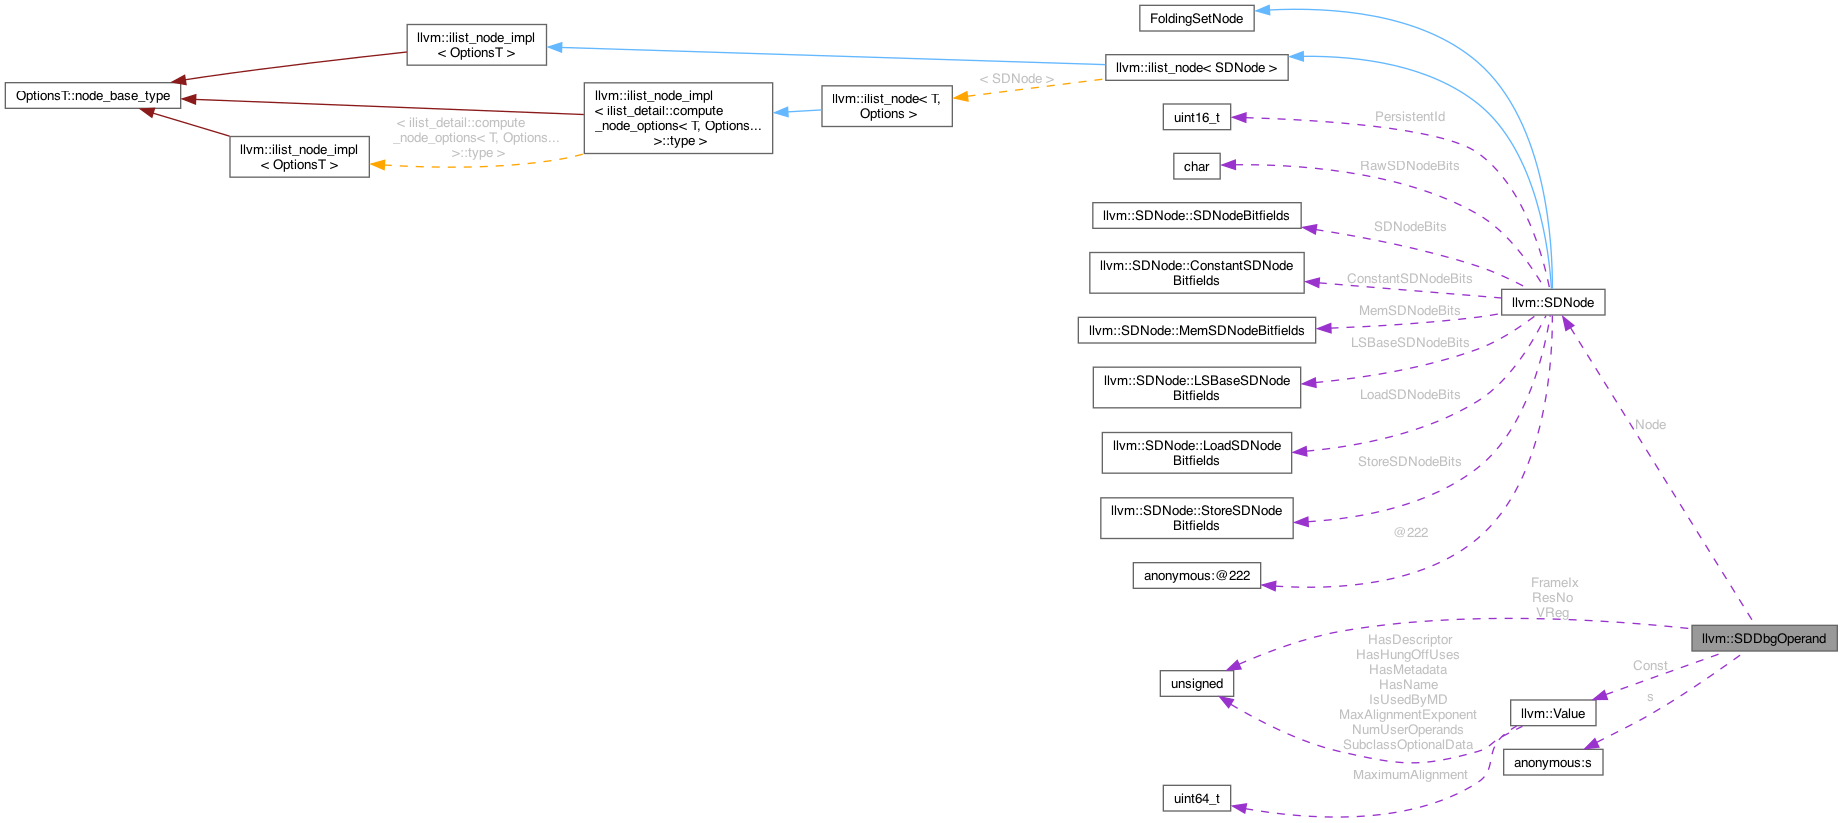 FoldingSetNode
llvm::ilist_node_impl
< OptionsT >
llvm::ilist_node< SDNode >
< SDNode >
OptionsT::node_base_type
llvm::ilist_node_impl
< ilist_detail::compute
_node_options< T, Options...
>::type >
llvm::ilist_node< T,
Options >
< ilist_detail::compute
_node_options< T, Options...
>::type >
llvm::ilist_node_impl
< OptionsT >
uint16_t
PersistentId
char
RawSDNodeBits
llvm::SDNode::SDNodeBitfields
SDNodeBits
llvm::SDNode::ConstantSDNode
Bitfields
ConstantSDNodeBits
llvm::SDNode
llvm::SDNode::MemSDNodeBitfields
MemSDNodeBits
LSBaseSDNodeBits
llvm::SDNode::LSBaseSDNode
Bitfields
LoadSDNodeBits
llvm::SDNode::LoadSDNode
Bitfields
Node
StoreSDNodeBits
llvm::SDNode::StoreSDNode
Bitfields
@222
anonymous:@222
FrameIx
ResNo
VReg
llvm::SDDbgOperand
HasDescriptor
HasHungOffUses
HasMetadata
HasName
IsUsedByMD
MaxAlignmentExponent
NumUserOperands
SubclassOptionalData
unsigned
Const
s
llvm::Value
anonymous:s
MaximumAlignment
uint64_t